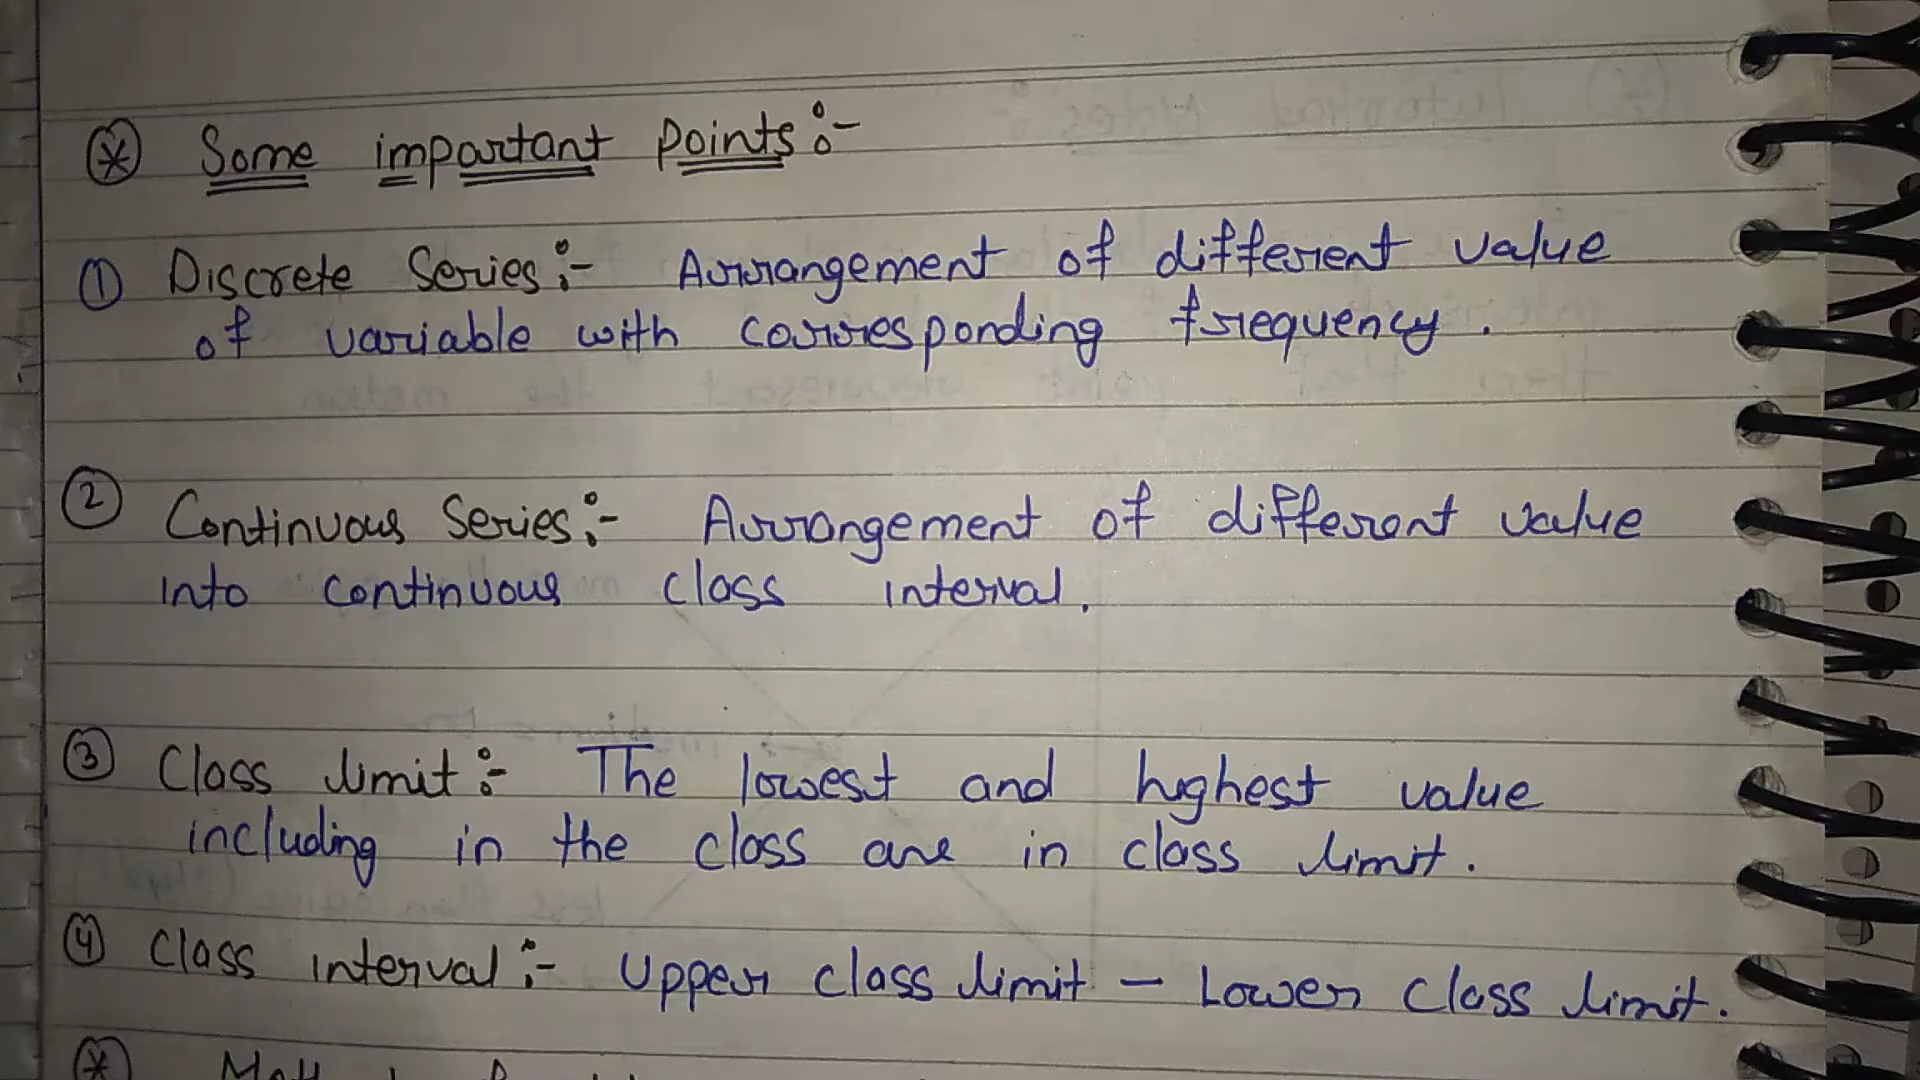 Some important points :-
① Discrete Series :- Arrangement of different value
of variable with corresponding frequency.
② Continuous Series :- Arrangement of different value
into continuous class interval.
③ Class limit :- The lowest and highest value
including in the class are in class limit.
④ Class interval :- Upper class limit - Lower class limit.